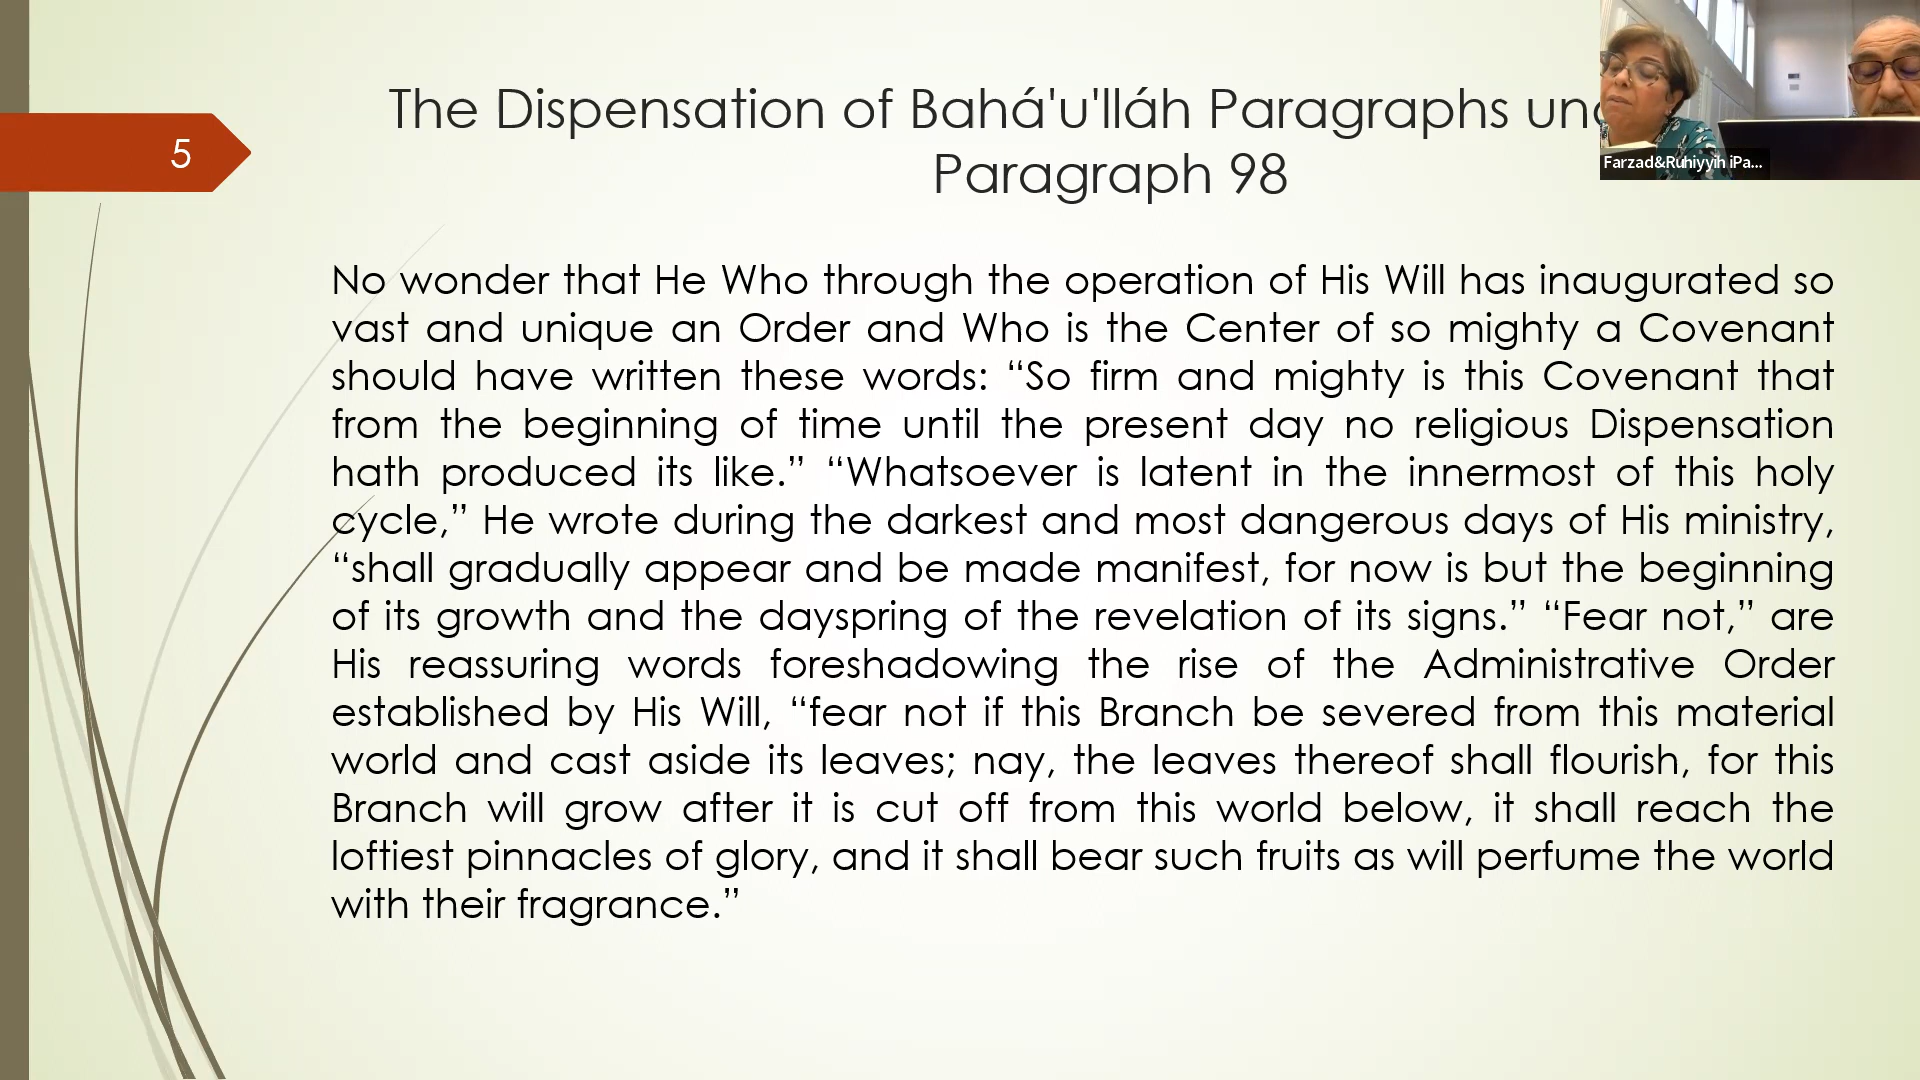 The Dispensation of Bahá'u'lláh Paragraphs
Paragraph 98
5
Farzad&Ruhiyyih iPa...
No wonder that He Who through the operation of His Will has inaugurated so
vast and unique an Order and Who is the Center of so mighty a Covenant
should have written these words: “So firm and mighty is this Covenant that
from the beginning of time until the present day no religious Dispensation
hath produced its like.” “Whatsoever is latent in the innermost of this holy
cycle,” He wrote during the darkest and most dangerous days of His ministry,
“shall gradually appear and be made manifest, for now is but the beginning
of its growth and the dayspring of the revelation of its signs.” “Fear not,” are
His reassuring words foreshadowing the rise of the Administrative Order
established by His Will, “fear not if this Branch be severed from this material
world and cast aside its leaves; nay, the leaves thereof shall flourish, for this
Branch will grow after it is cut off from this world below, it shall reach the
loftiest pinnacles of glory, and it shall bear such fruits as will perfume the world
with their fragrance.”